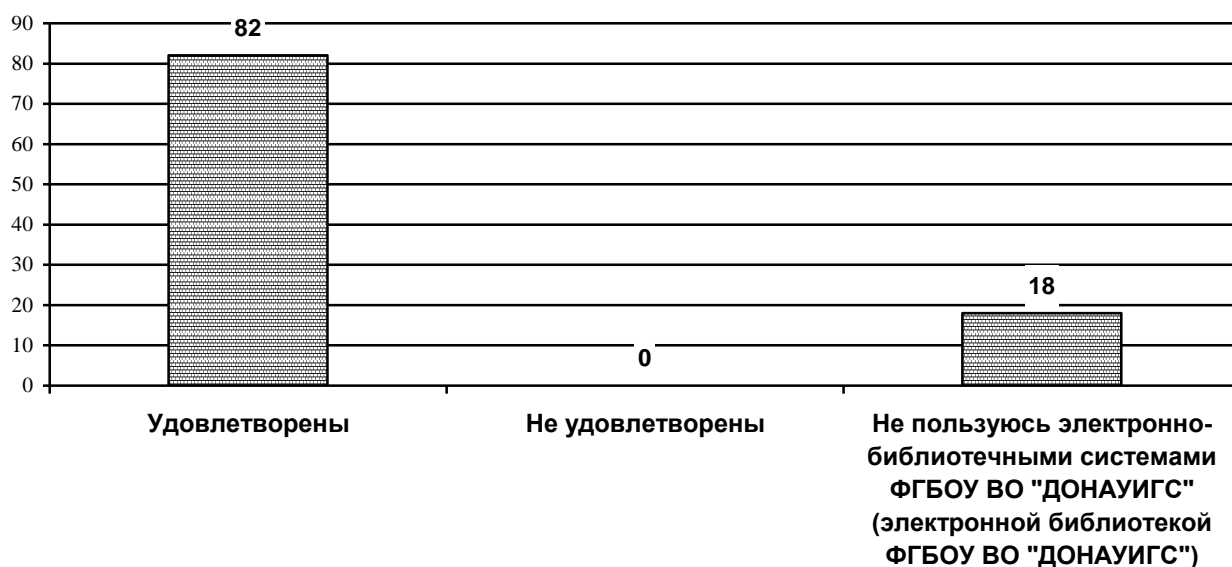 90
82
80
70
60
50
40
30
18
20
10
0
0
Удовлетворены
Не удовлетворены
Не пользуюсь электронно-
библиотечными системами
ФГБОУ ВО "ДОНАУИГС"
(электронной библиотекой
ФГБОУ ВО "ДОНАУИГС")